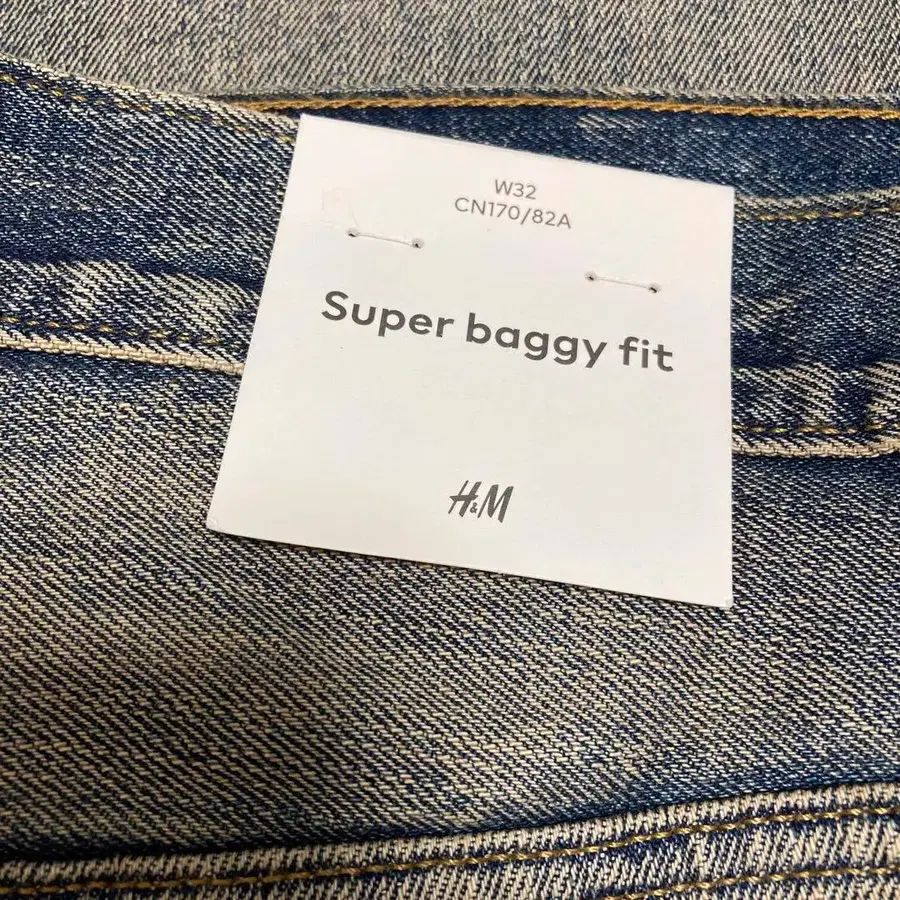 W32
CN170/82A
Super baggy fit
H&M